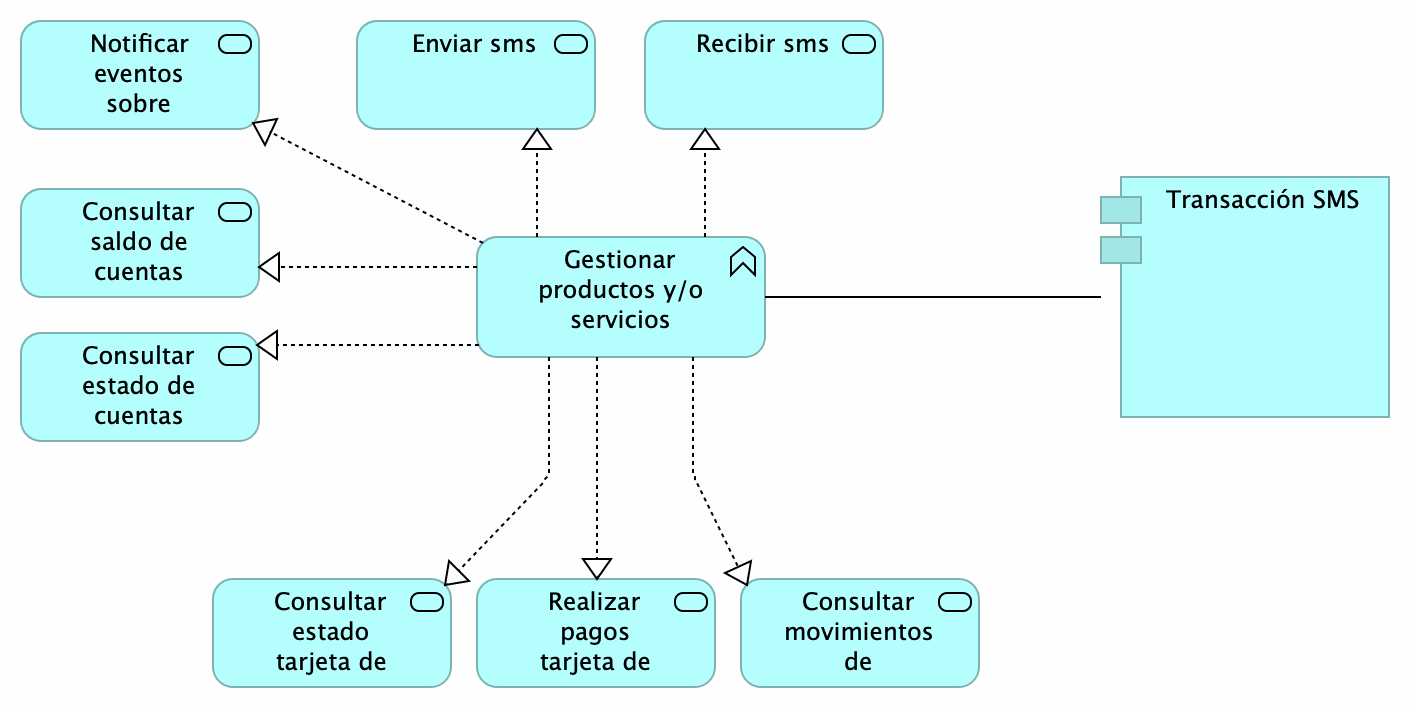 Notificar
eventos
sobre
Enviar sms
Recibir sms
Consultar
saldo de
cuentas
Transacción SMS
Gestionar
productos y/o
servicios
Consultar
estado de
cuentas
Consultar
estado
tarjeta de
Realizar
pagos
tarjeta de
Consultar
movimientos
de